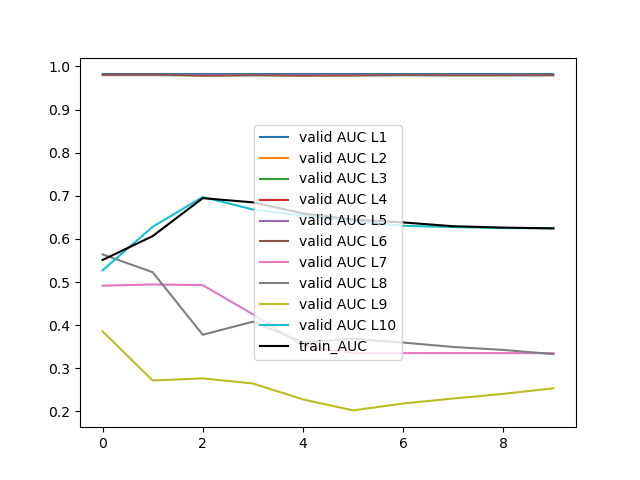 1.0
0.9
0.8
0.7
0.6
0.5
0.4
0.3
0.2
valid AUC L1
valid AUC L2
valid AUC L3
valid AUC L4
valid AUC L5
valid AUC L6
valid AUC L7
valid AUC L8
valid AUC L9
valid AUC L10
train_AUC
0 2 4 6 8